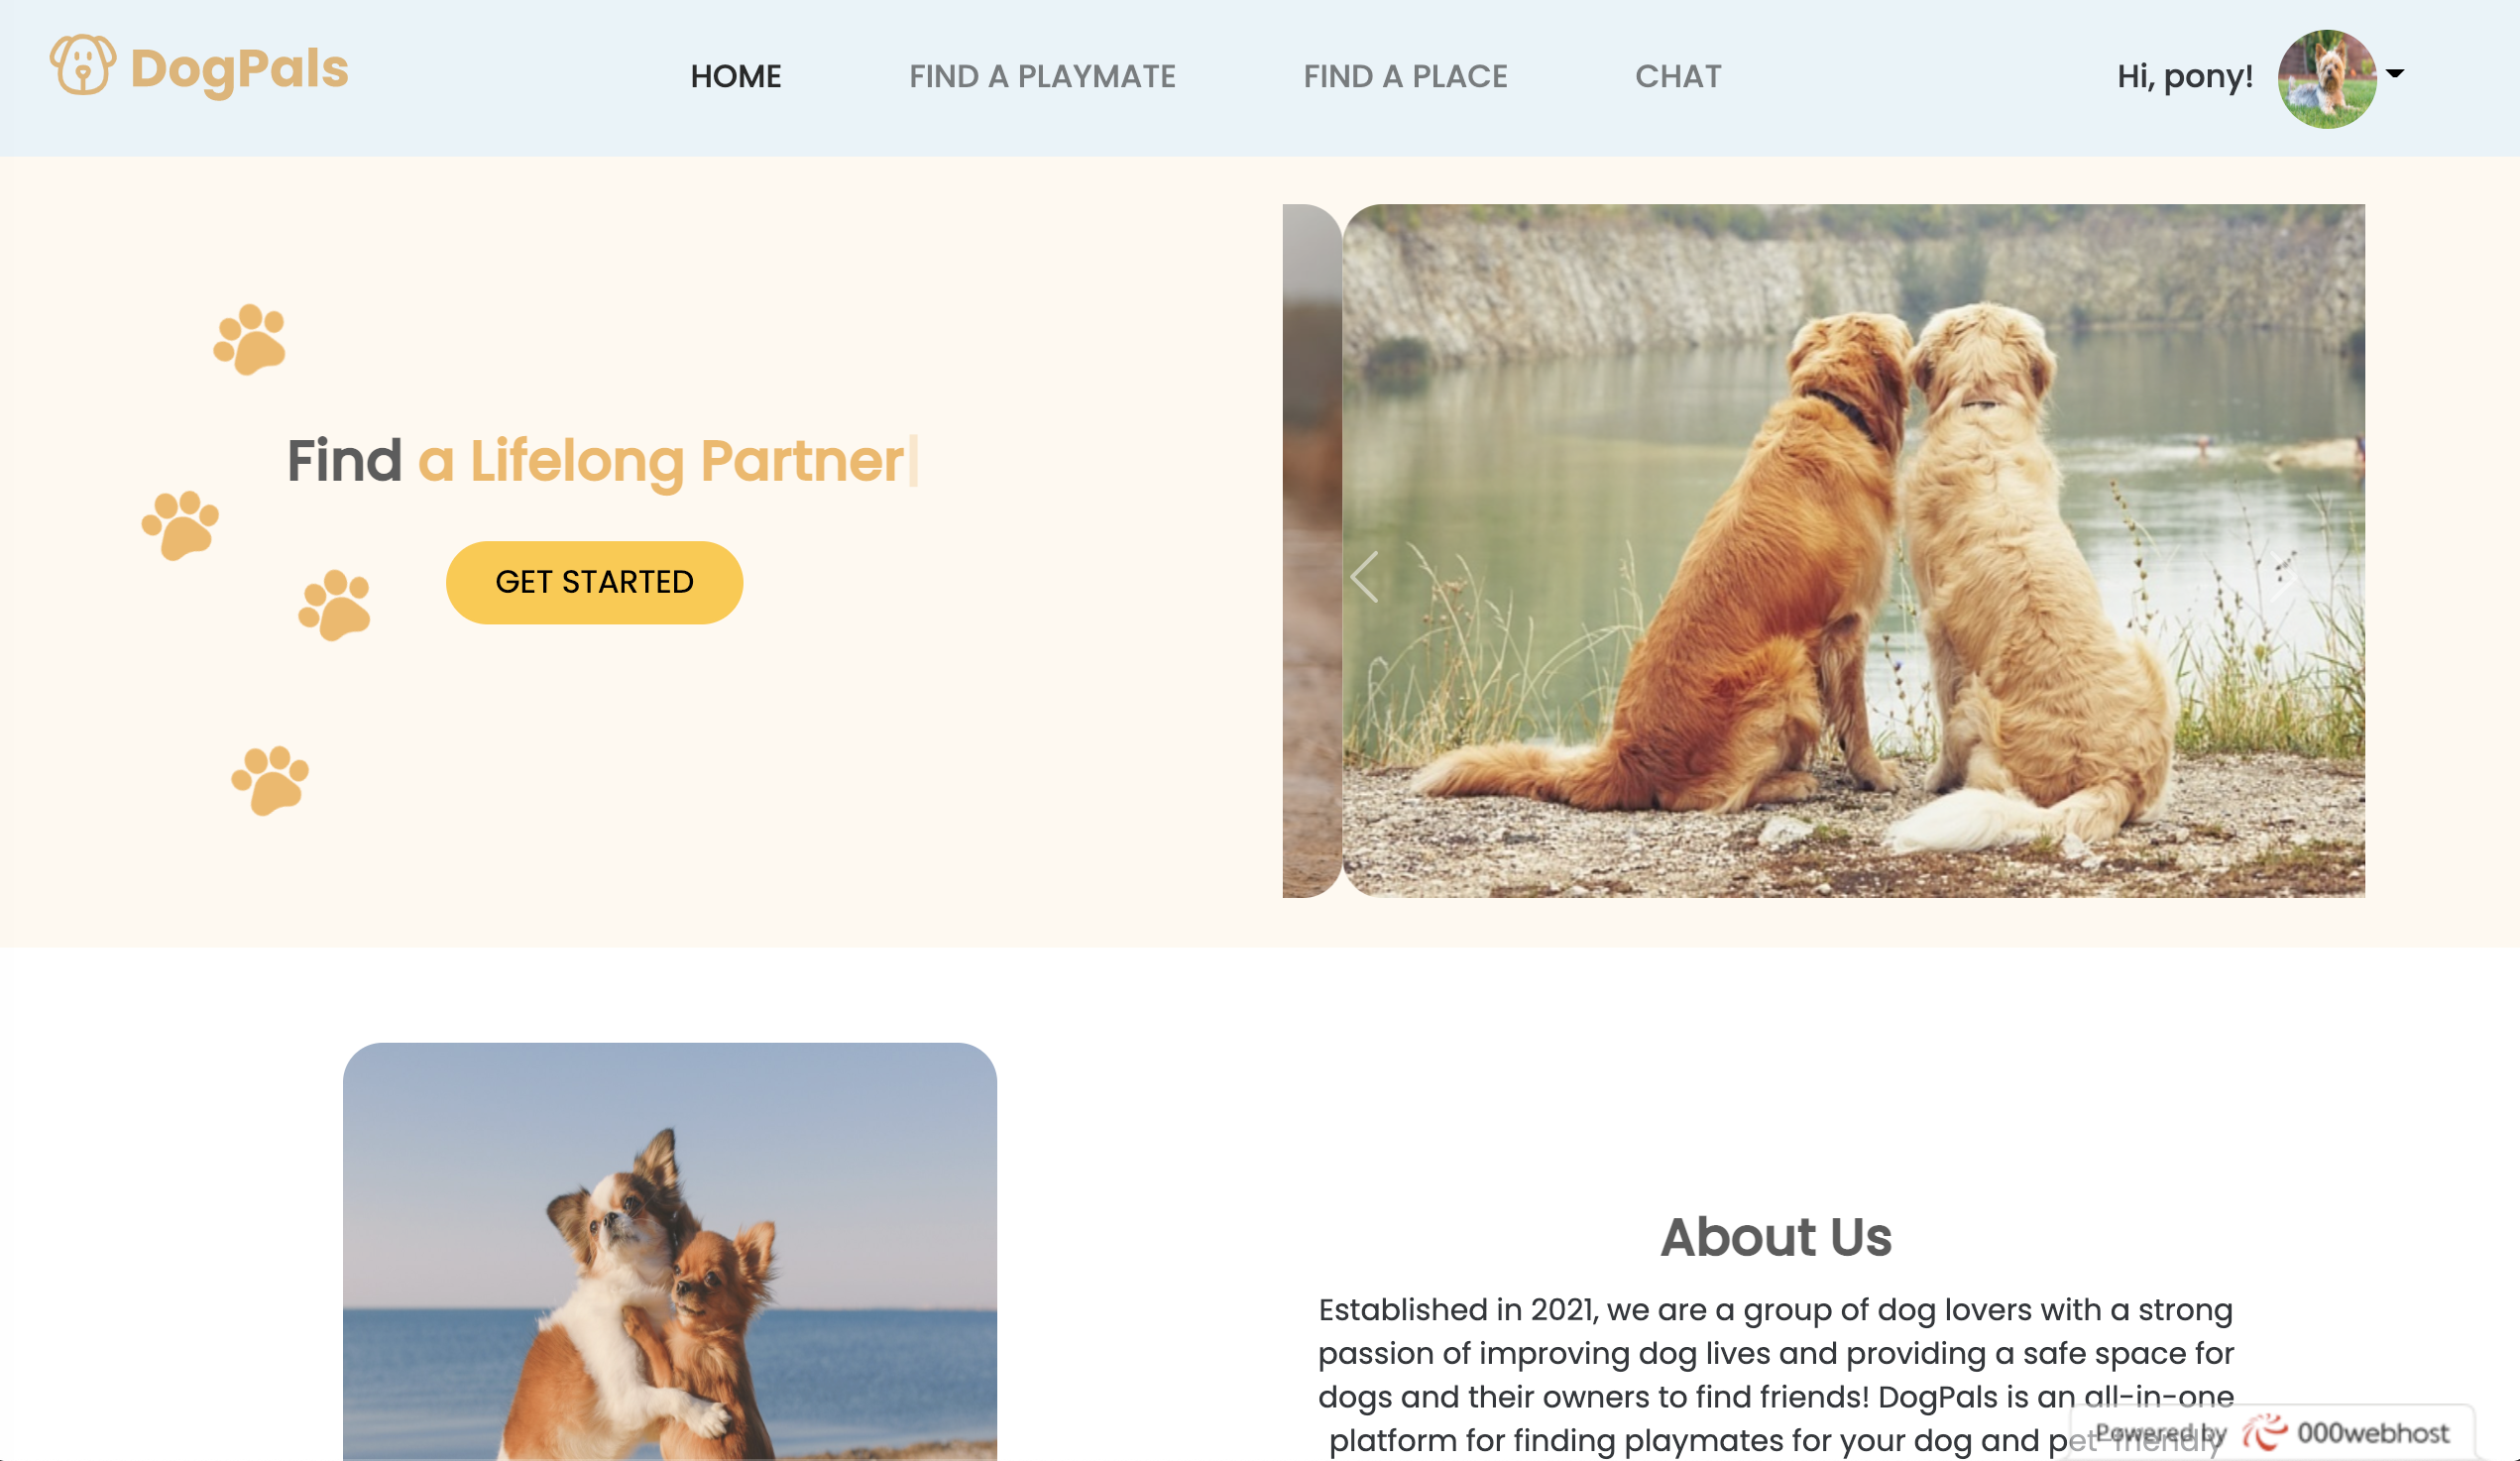 DogPals
HOME
FIND A PLAYMATE
FIND A PLACE
CHAT
Hi, pony!
Find a Lifelong Partner|
GET STARTED
About Us
Established in 2021, we are a group of dog lovers with a strong
passion of improving dog lives and providing a safe space for
dogs and their owners to find friends! DogPals is an all-in-one
platform for finding playmates for your dog and pet-friendly
Powered by 000webhost